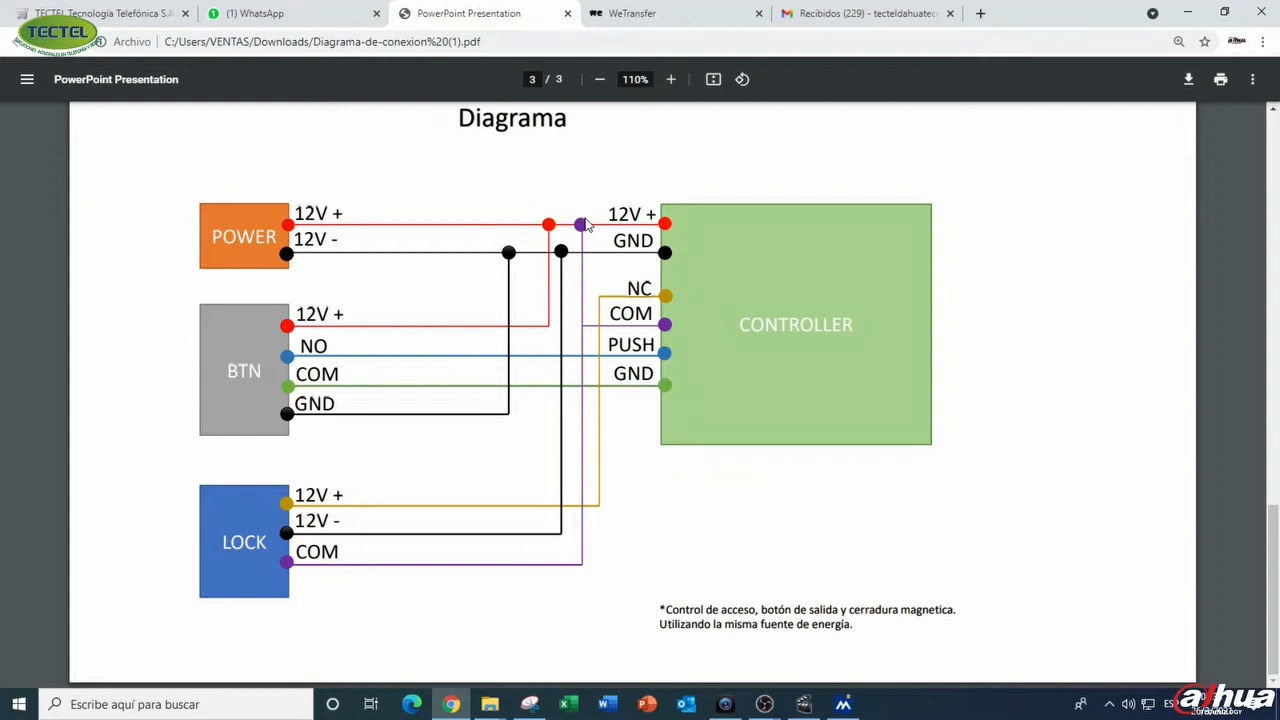 TECTEL Tecnología Telefónica S.A
(1) WhatsApp
PowerPoint Presentation
WeTransfer
Recibidos (229) - tecteldahuatec
TECTEL
Archivo
C:/Users/VENTAS/Downloads/Diagrama-de-conexion%20(1).pdf
PowerPoint Presentation
3 / 3
110%
Diagrama
POWER
12V +
12V -
12V +
GND
NC
COM
PUSH
GND
CONTROLLER
BTN
12V +
NO
COM
GND
LOCK
12V +
12V -
COM
*Control de acceso, botón de salida y cerradura magnetica.
Utilizando la misma fuente de energía.
Escribe aquí para buscar
ES
alhua
TECHNOLOGY